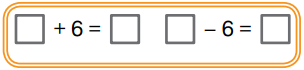 □ + 6 = □ □ – 6 = □